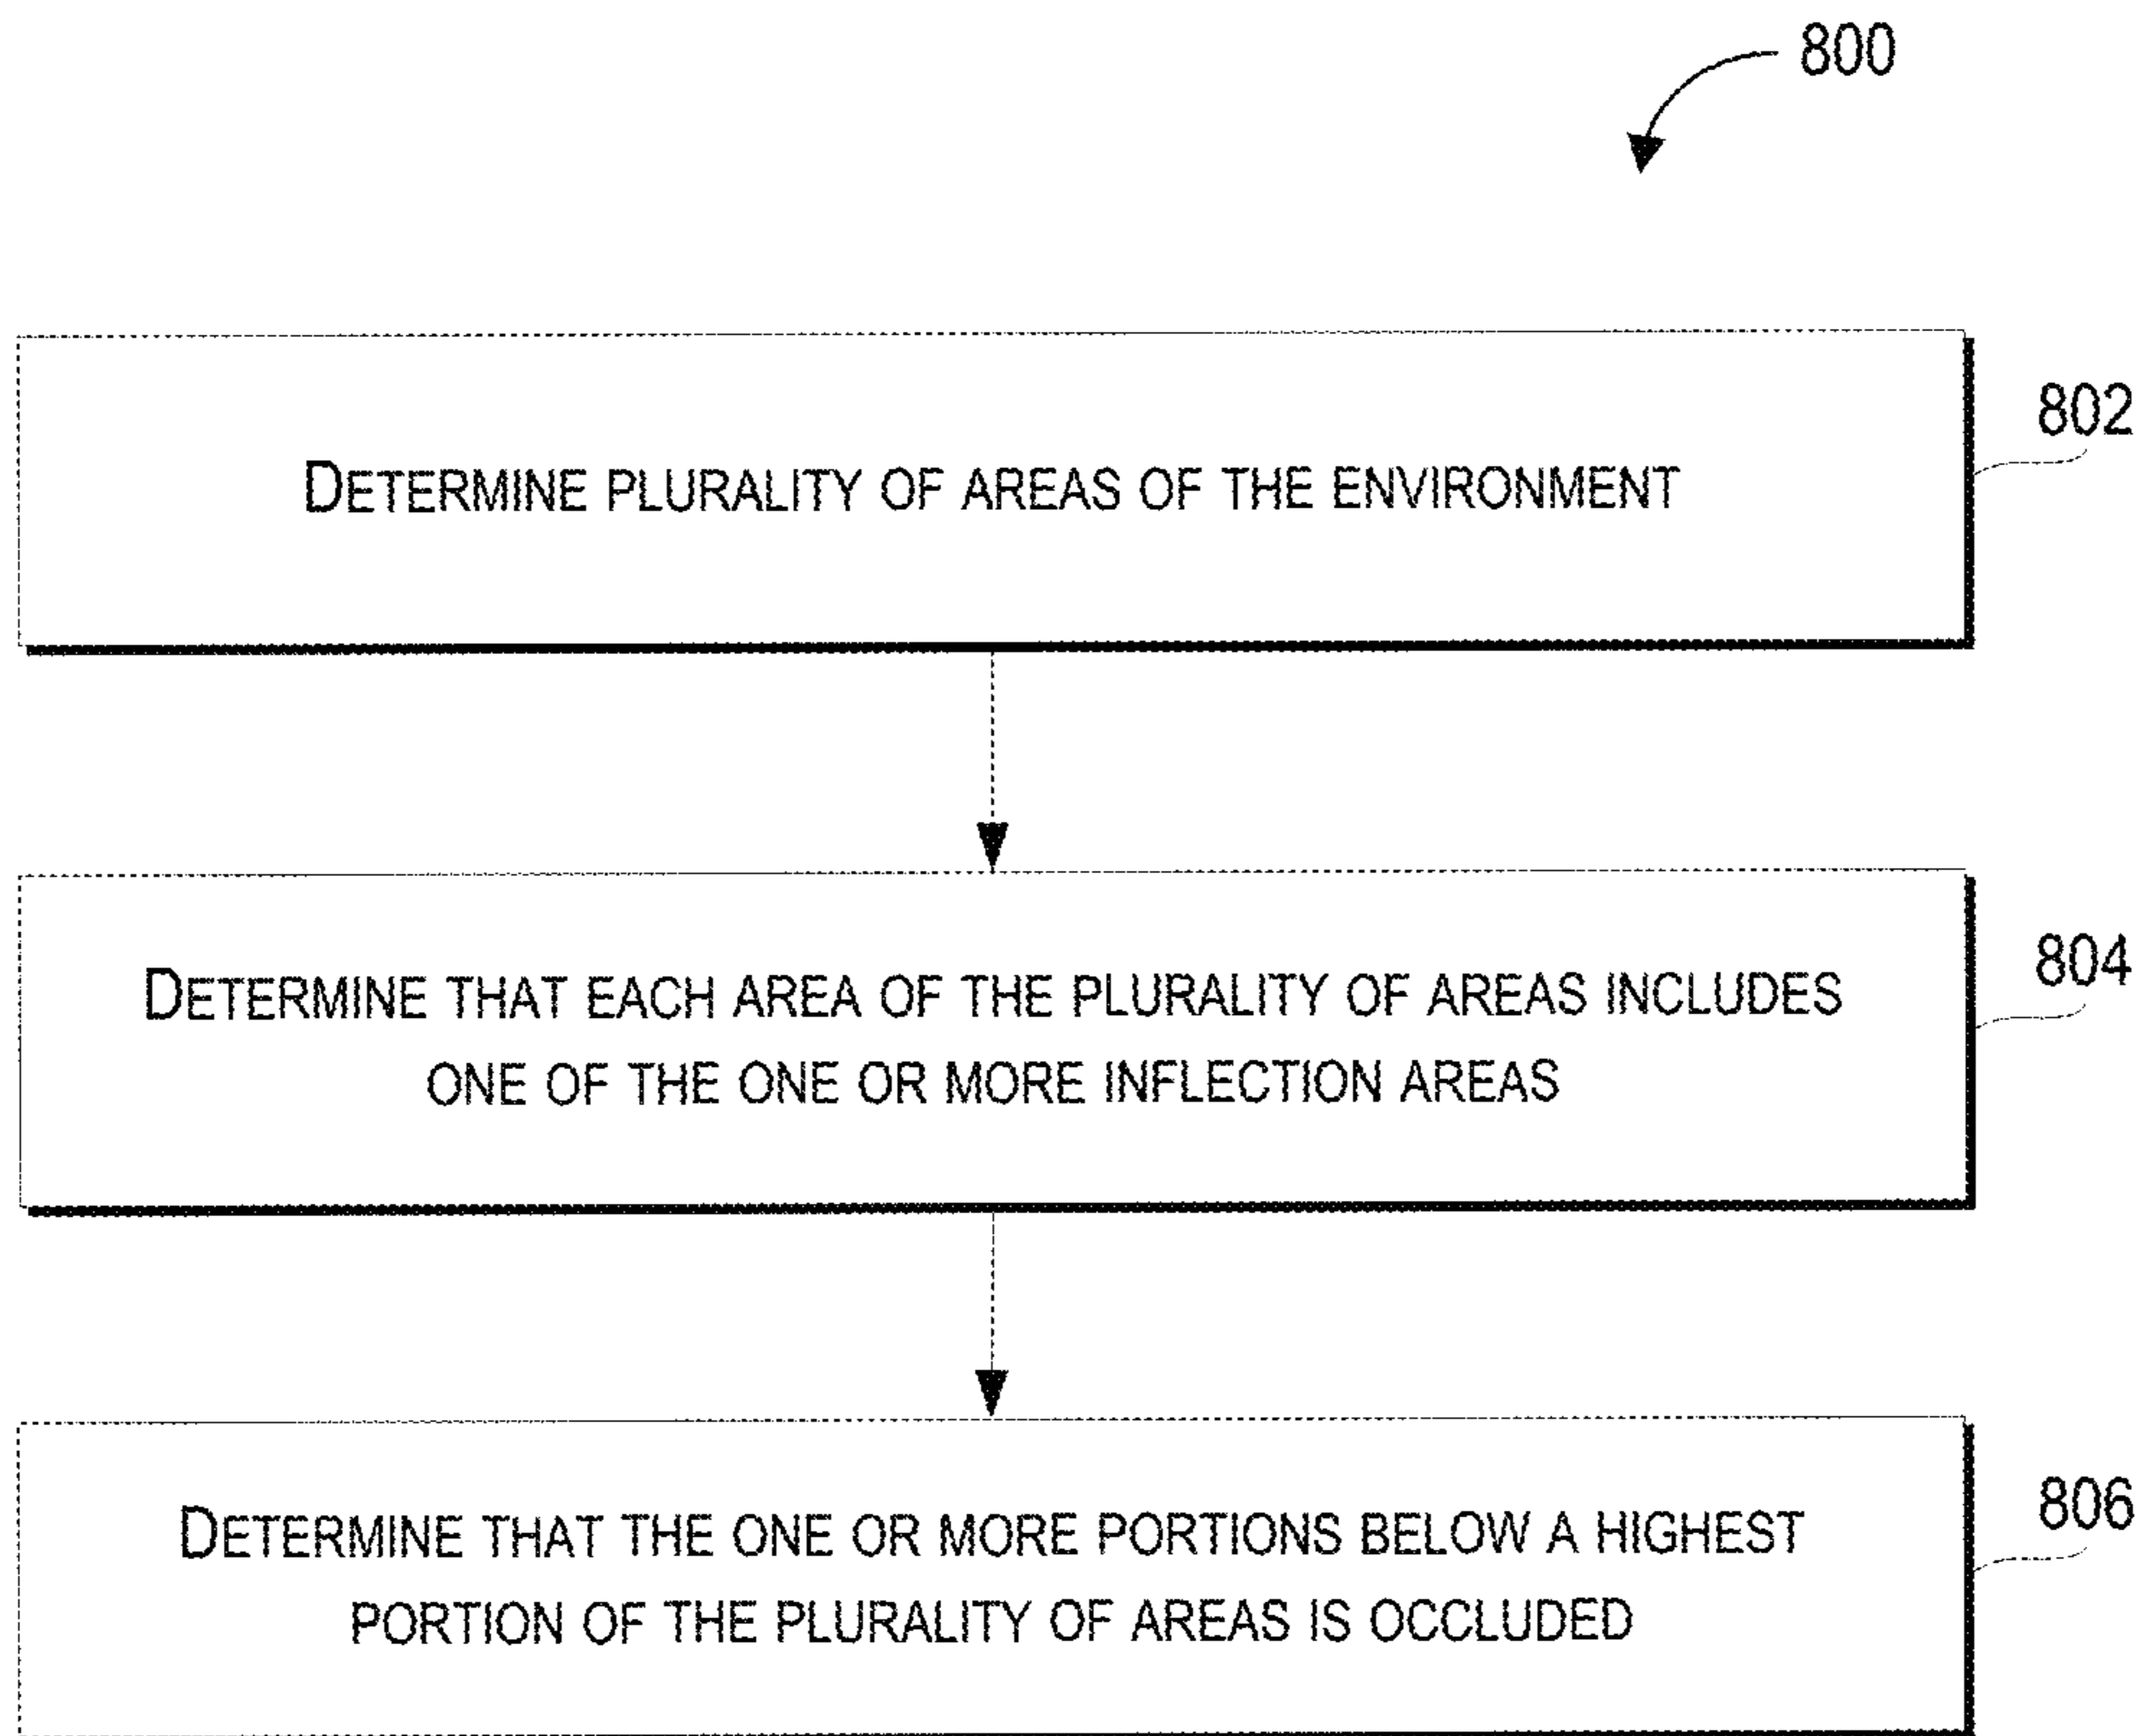 800
DETERMINE PLURALITY OF AREAS OF THE ENVIRONMENT
802
DETERMINE THAT EACH AREA OF THE PLURALITY OF AREAS INCLUDES
ONE OF THE ONE OR MORE INFLECTION AREAS
804
DETERMINE THAT THE ONE OR MORE PORTIONS BELOW A HIGHEST
PORTION OF THE PLURALITY OF AREAS IS OCCLUDED
806